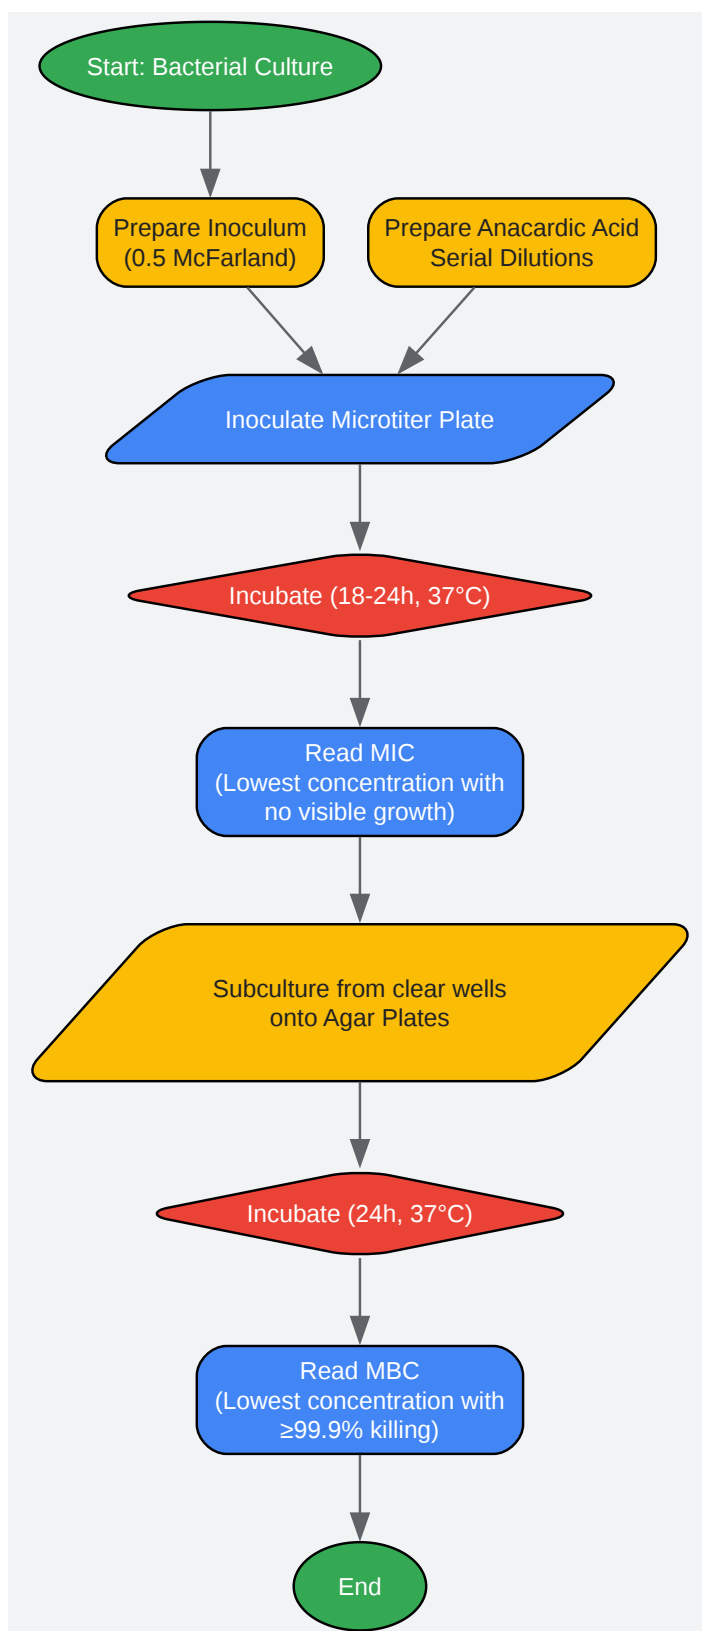 Start: Bacterial Culture
Prepare Inoculum
(0.5 McFarland)
Prepare Anacardic Acid
Serial Dilutions
Inoculate Microtiter Plate
Incubate (18-24h, 37°C)
Read MIC
(Lowest concentration with
no visible growth)
Subculture from clear wells
onto Agar Plates
Incubate (24h, 37°C)
Read MBC
(Lowest concentration with
≥99.9% killing)
End